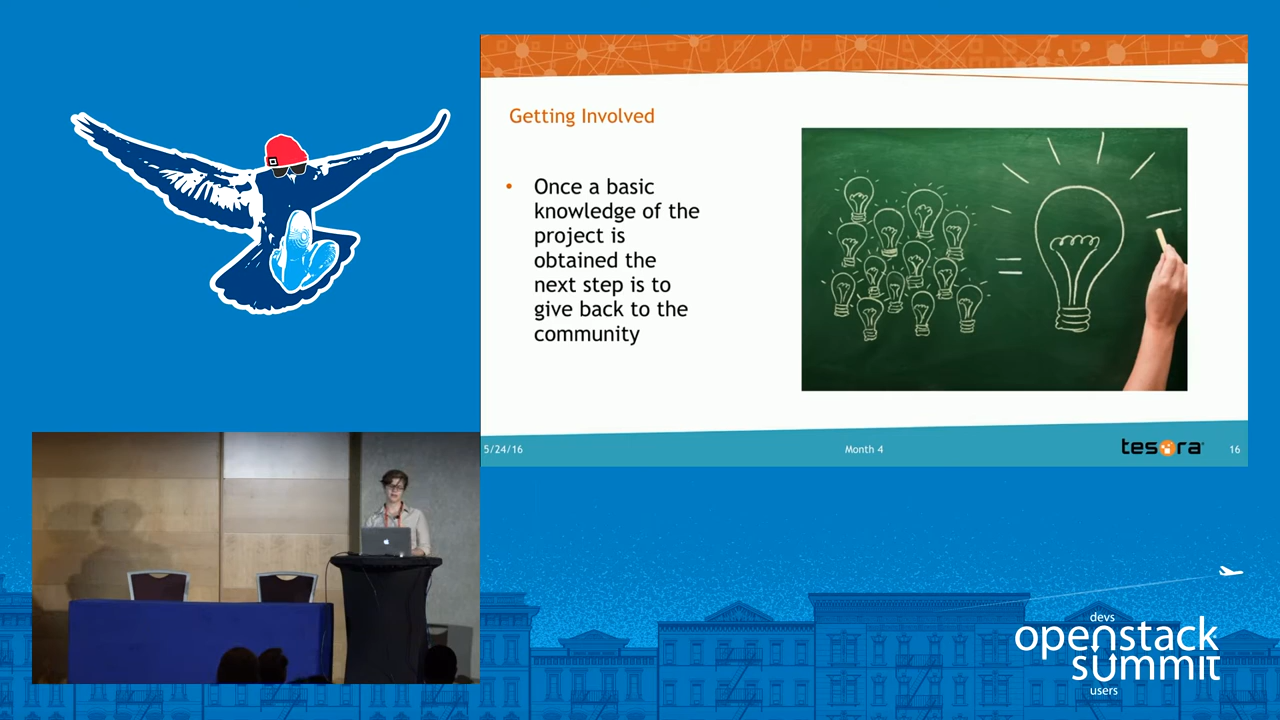 Getting Involved
• Once a basic
knowledge of the
project is
obtained the
next step is to
give back to the
community
5/24/16
Month 4
tesora
16
devs
openstack
summit
users